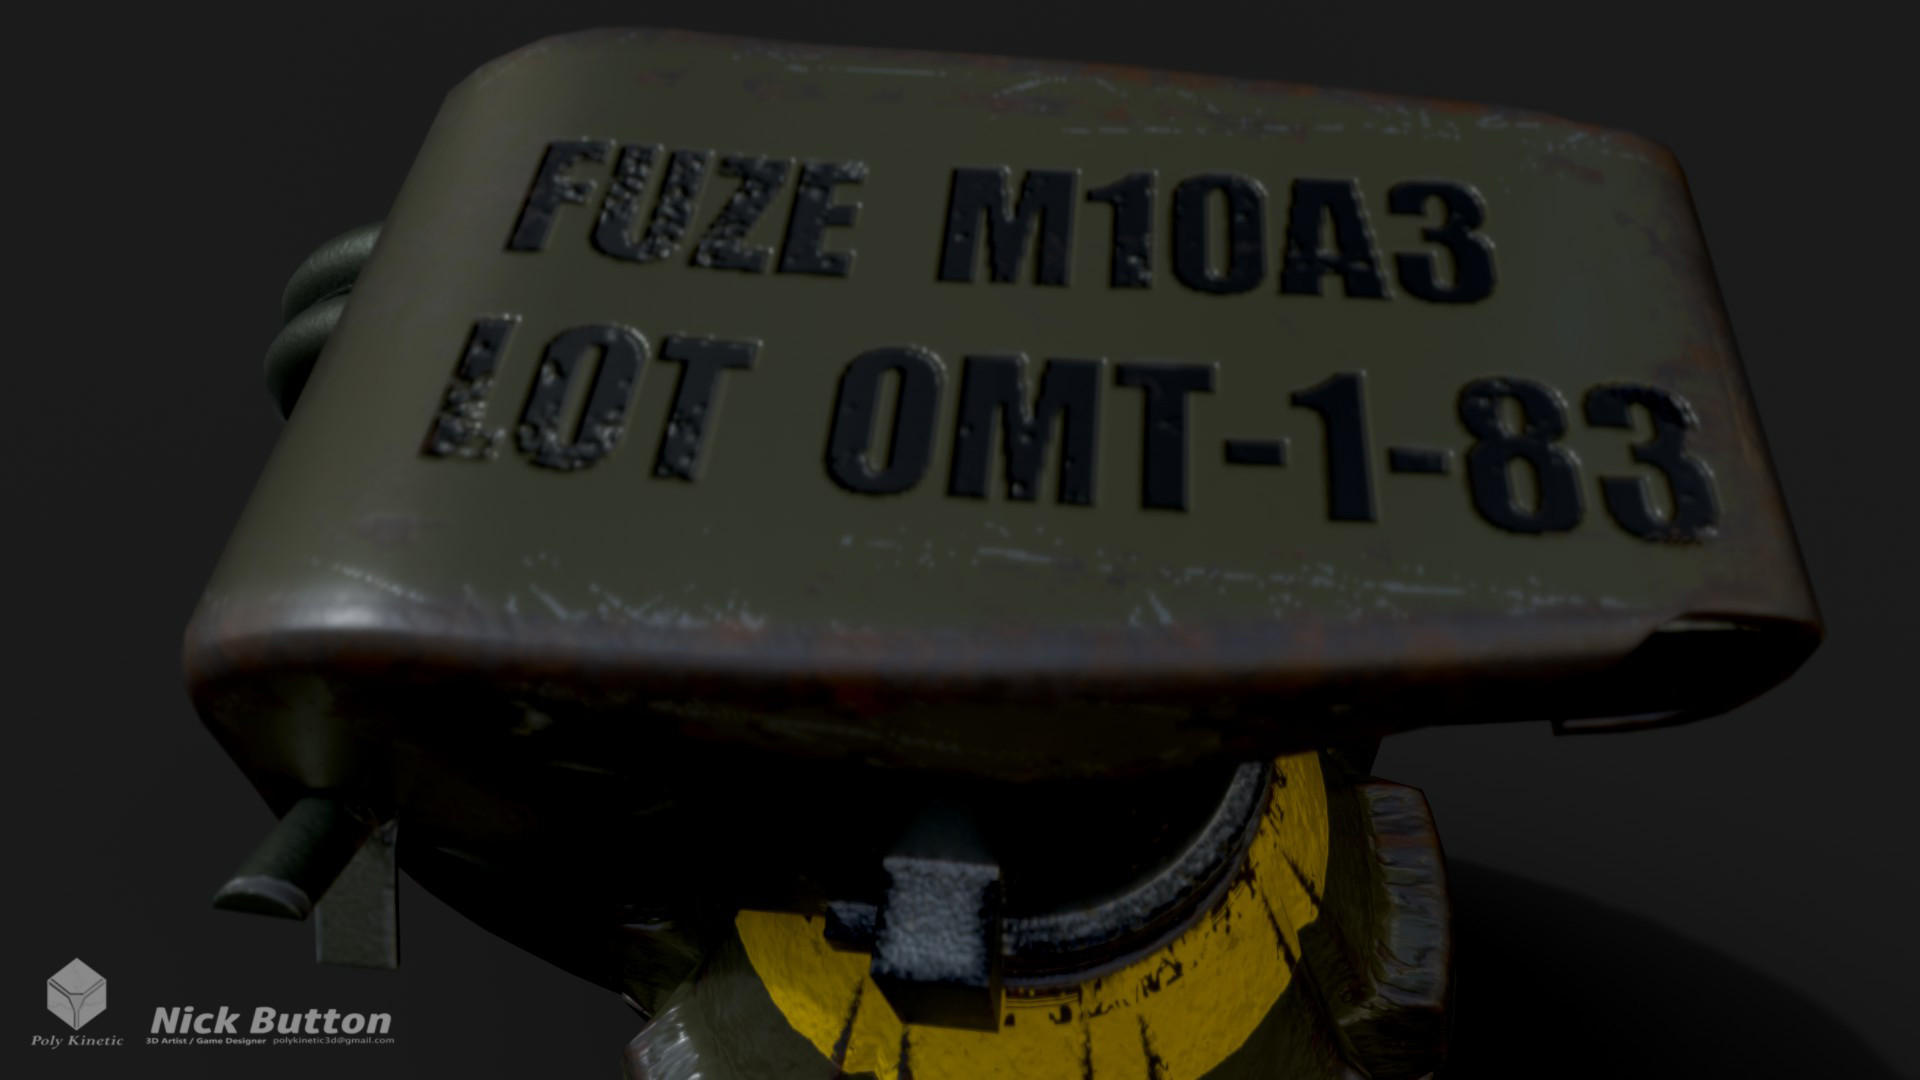 FUZE M10A3
LOT OMT-1-83
Poly Kinetic
Nick Button
3D Artist / Game Designer polykinetic3d@gmail.com